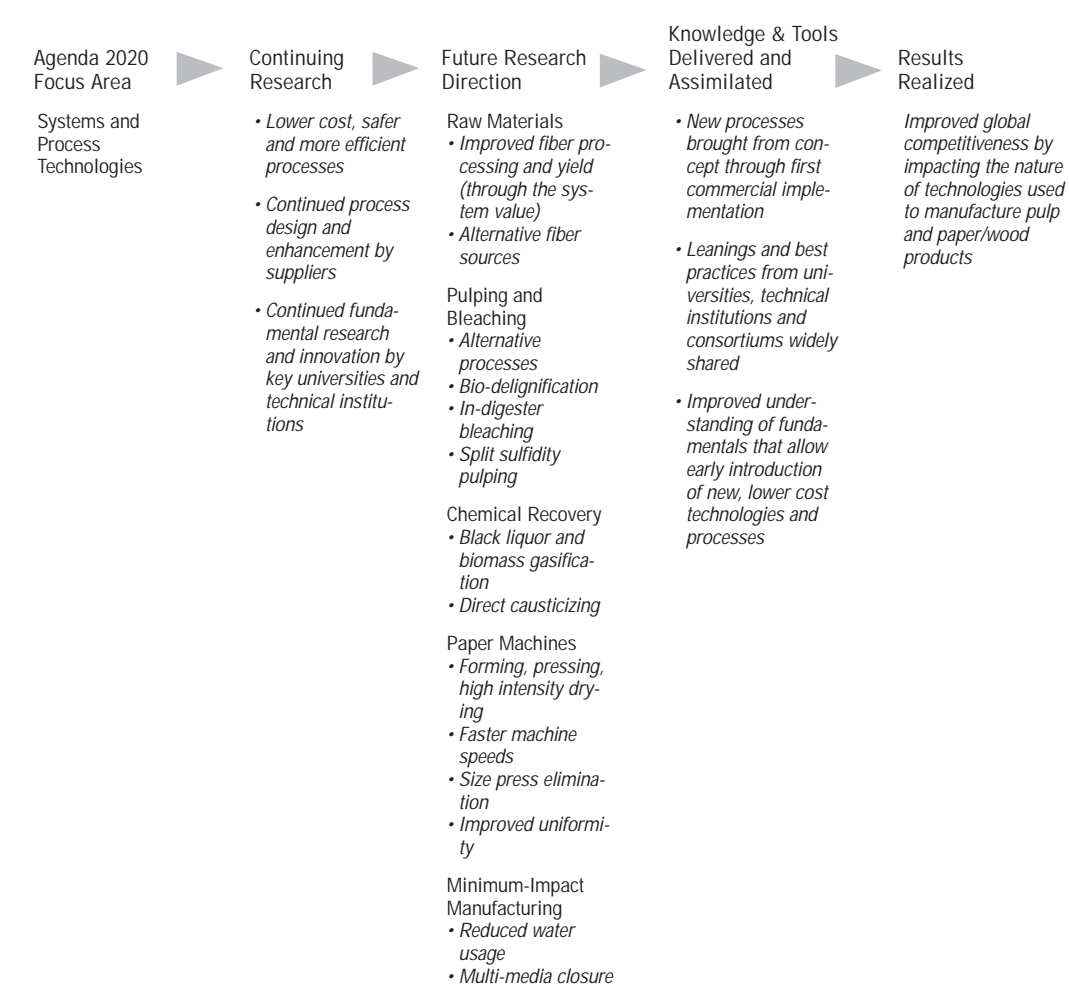 Agenda 2020
Focus Area
Continuing
Research
Future Research
Direction
Knowledge & Tools
Delivered and
Assimilated
Results
Realized
Systems and
Process
Technologies
• Lower cost, safer
and more efficient
processes
• Continued process
design and
enhancement by
suppliers
• Continued funda-
mental research
and innovation by
key universities and
technical institu-
tions
Raw Materials
• Improved fiber pro-
cessing and yield
(through the sys-
tem value)
• Alternative fiber
sources
Pulping and
Bleaching
• Alternative
processes
• Bio-delignification
• In-digester
bleaching
• Split sulfidity
pulping
Chemical Recovery
• Black liquor and
biomass gasifica-
tion
• Direct causticizing
Paper Machines
• Forming, pressing,
high intensity dry-
ing
• Faster machine
speeds
• Size press elimina-
tion
• Improved uniformi-
ty
Minimum-Impact
Manufacturing
• Reduced water
usage
• Multi-media closure
• New processes
brought from con-
cept through first
commercial imple-
mentation
• Leanings and best
practices from uni-
versities, technical
institutions and
consortiums widely
shared
• Improved under-
standing of funda-
mentals that allow
early introduction
of new, lower cost
technologies and
processes
Improved global
competitiveness by
impacting the nature
of technologies used
to manufacture pulp
and paper/wood
products